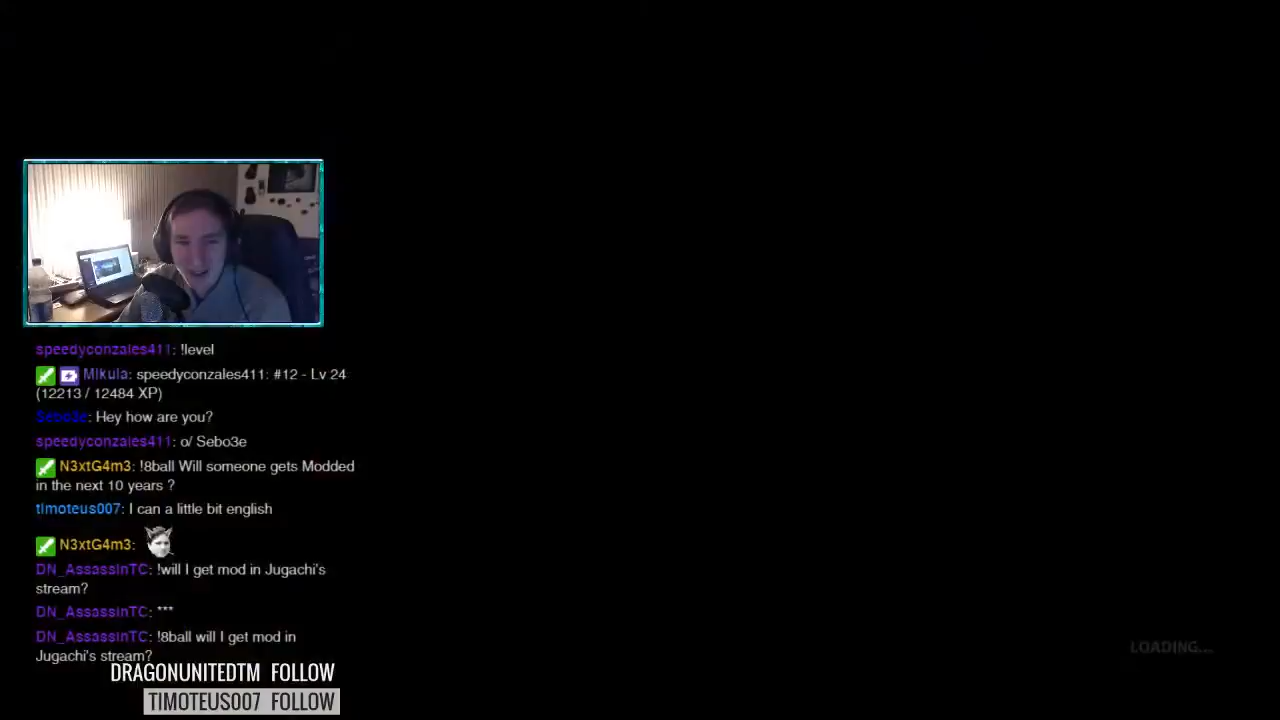 speedyconzales411: !level
Mikula: speedyconzales411: #12 - Lv 24
(12213 / 12484 XP)
Sebo3e: Hey how are you?
speedyconzales411: o/ Sebo3e
N3xtG4m3: !8ball Will someone gets Modded
in the next 10 years ?
timoteus007: I can a little bit english
N3xtG4m3:
DN_AssassinTC: !will I get mod in Jugachi's
stream?
DN_AssassinTC: ***
DN_AssassinTC: !8ball will I get mod in
Jugachi's stream?
LOADING...
DRAGONUNITEDTM FOLLOW
TIMOTEUS007 FOLLOW